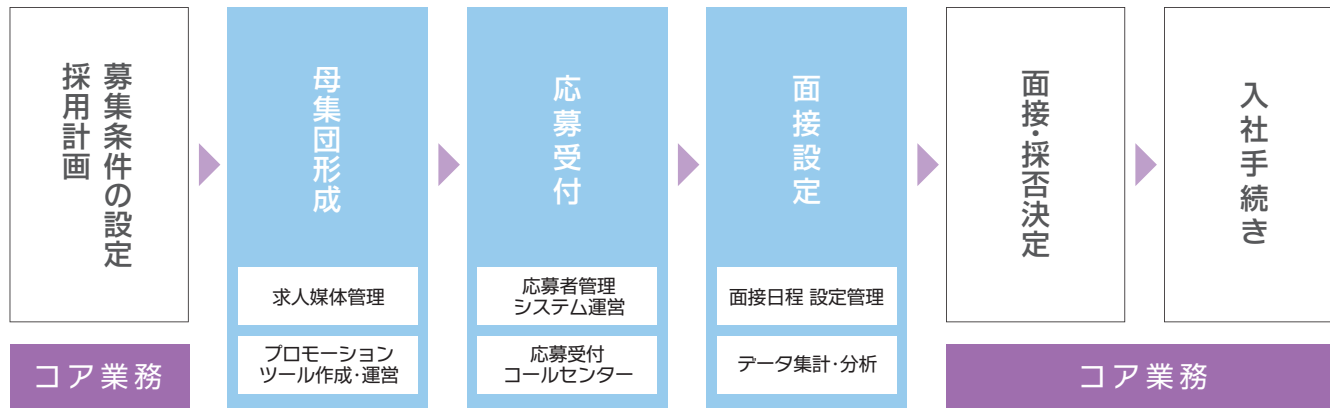 募集条件の設定
採用計画
コア業務
母集団形成
求人媒体管理
プロモーション
ツール作成・運営
応募受付
応募者管理
システム運営
応募受付
コールセンター
面接設定
面接日程 設定管理
データ集計・分析
面接・採否決定
入社手続き
コア業務